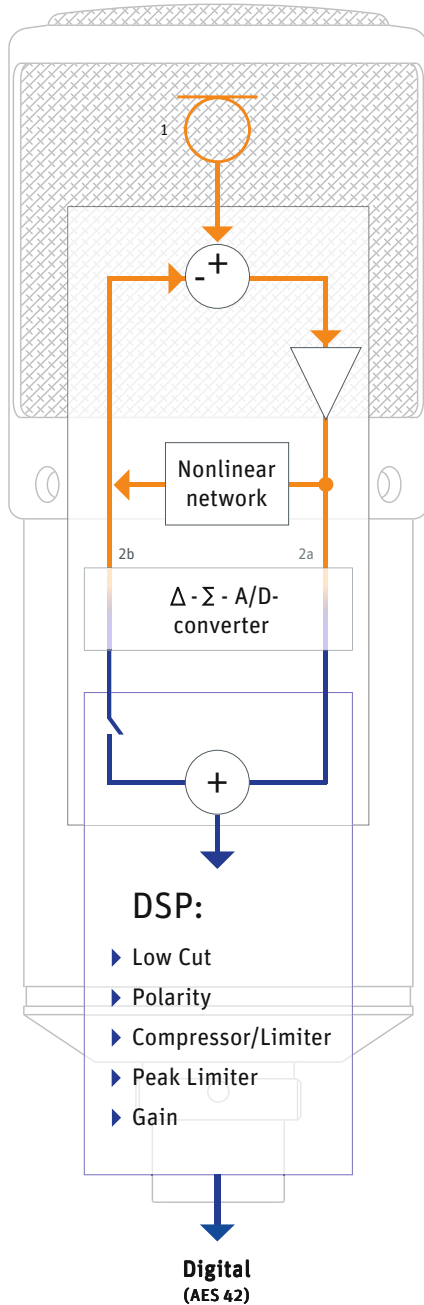 1
- +
Nonlinear
network
2b 2a
Δ - Σ - A/D-
converter
+
DSP:
Low Cut
Polarity
Compressor/Limiter
Peak Limiter
Gain
Digital
(AES 42)